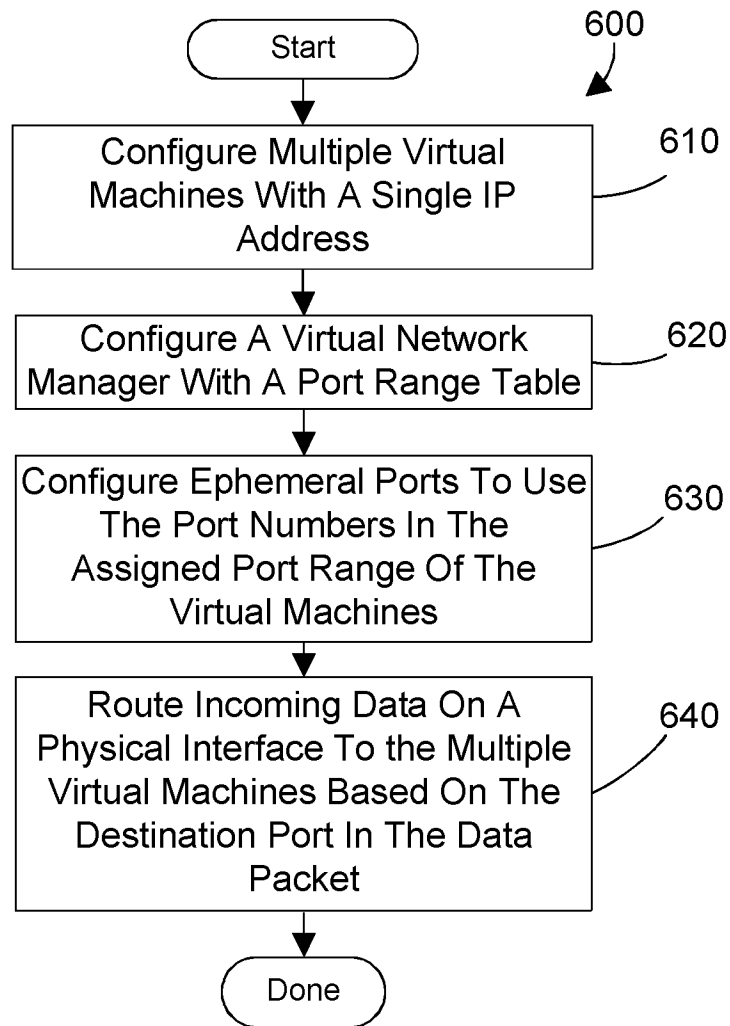 600
Start
610
Configure Multiple Virtual
Machines With A Single IP
Address
620
Configure A Virtual Network
Manager With A Port Range Table
630
Configure Ephemeral Ports To Use
The Port Numbers In The
Assigned Port Range Of The
Virtual Machines
640
Route Incoming Data On A
Physical Interface To the Multiple
Virtual Machines Based On The
Destination Port In The Data
Packet
Done